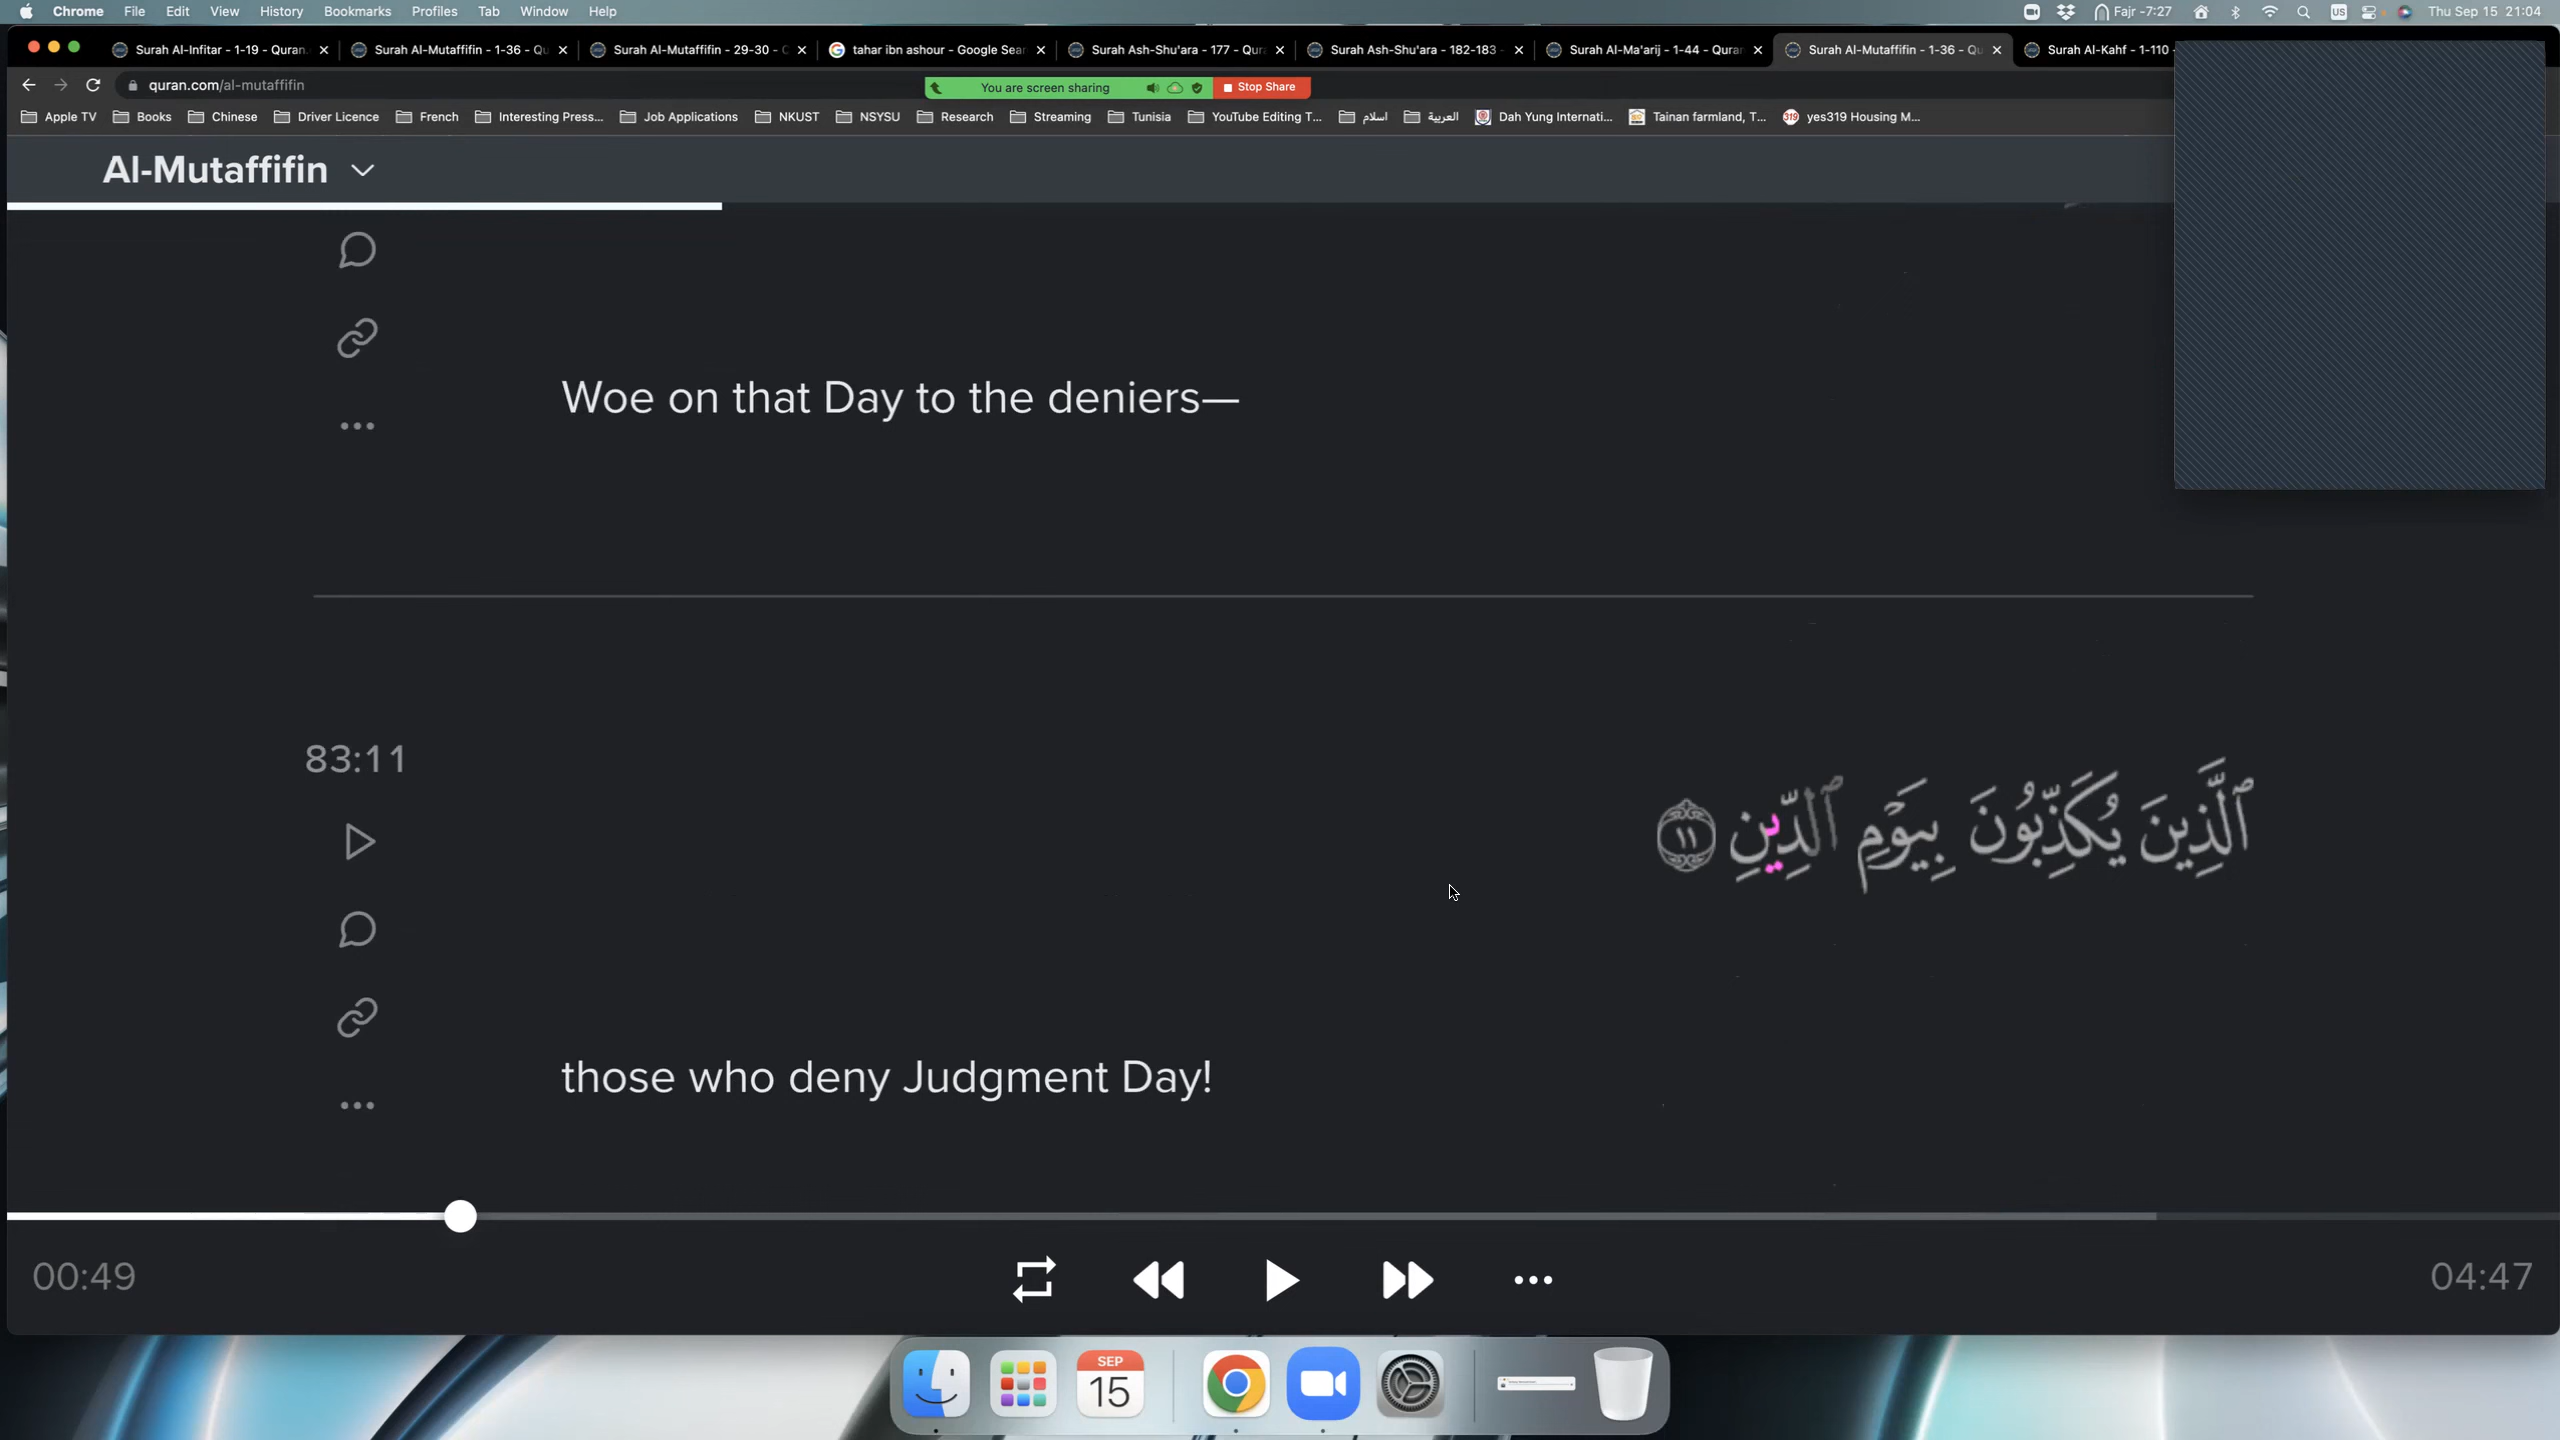 Chrome File Edit View History Bookmarks Profiles Tab Window Help Fajr -7:27 US Thu Sep 15 21:04
Surah Al-Infitar - 1-19 - Quran. Surah Al-Mutaffifin - 1-36 - Qu Surah Al-Mutaffifin - 29-30 - tahar ibn ashour - Google Sear Surah Ash-Shu'ara - 177 - Qur Surah Ash-Shu'ara - 182-183 - Surah Al-Ma'arij - 1-44 - Quran Surah Al-Mutaffifin - 1-36 - Qu Surah Al-Kahf - 1-110 -
quran.com/al-mutaffifin You are screen sharing Stop Share
Apple TV Books Chinese Driver Licence French Interesting Press... Job Applications NKUST NSYSU Research Streaming Tunisia YouTube Editing T... اسلام العربية Dah Yung Internati... Tainan farmland, T... 319 yes319 Housing M...
Al-Mutaffifin
Woe on that Day to the deniers—
83:11
ٱلَّذِينَ يُكَذِّبُونَ بِيَوْمِ ٱلدِّينِ ١١
those who deny Judgment Day!
00:49 04:47
SEP
15